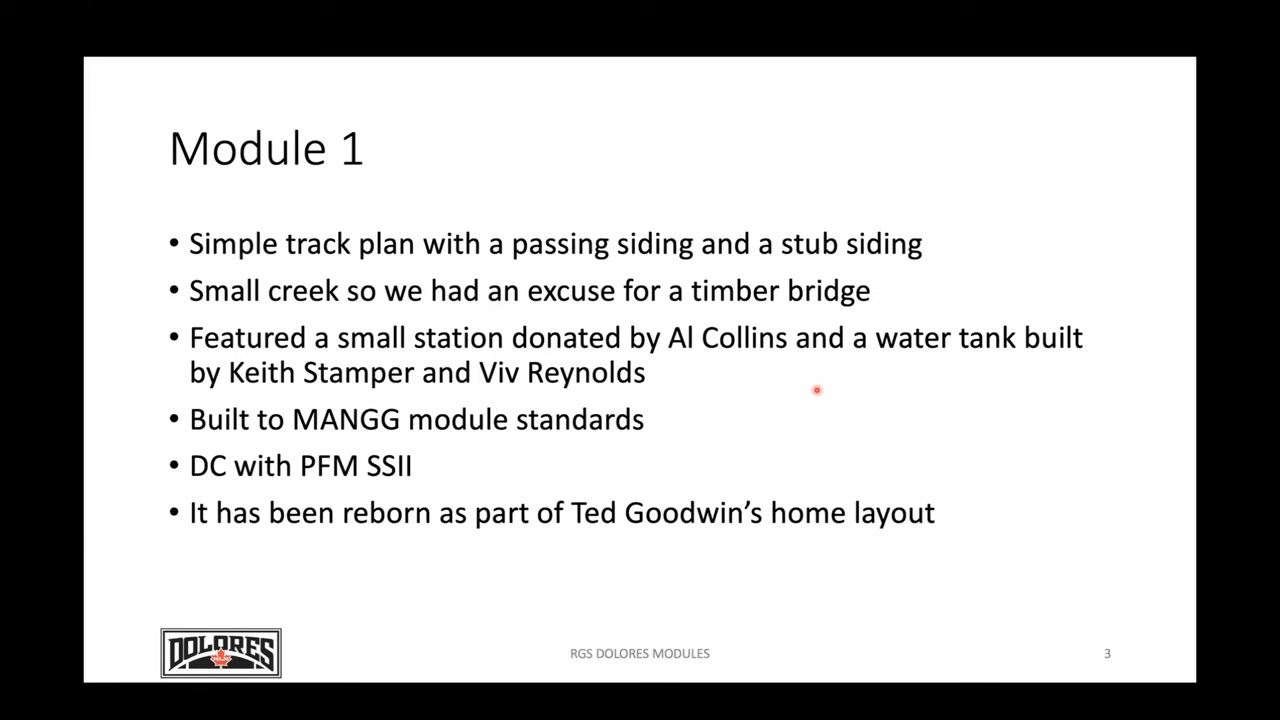 Module 1
• Simple track plan with a passing siding and a stub siding
• Small creek so we had an excuse for a timber bridge
• Featured a small station donated by Al Collins and a water tank built
by Keith Stamper and Viv Reynolds
• Built to MANGG module standards
• DC with PFM SSII
• It has been reborn as part of Ted Goodwin’s home layout
DOLORES
RGS DOLORES MODULES
3